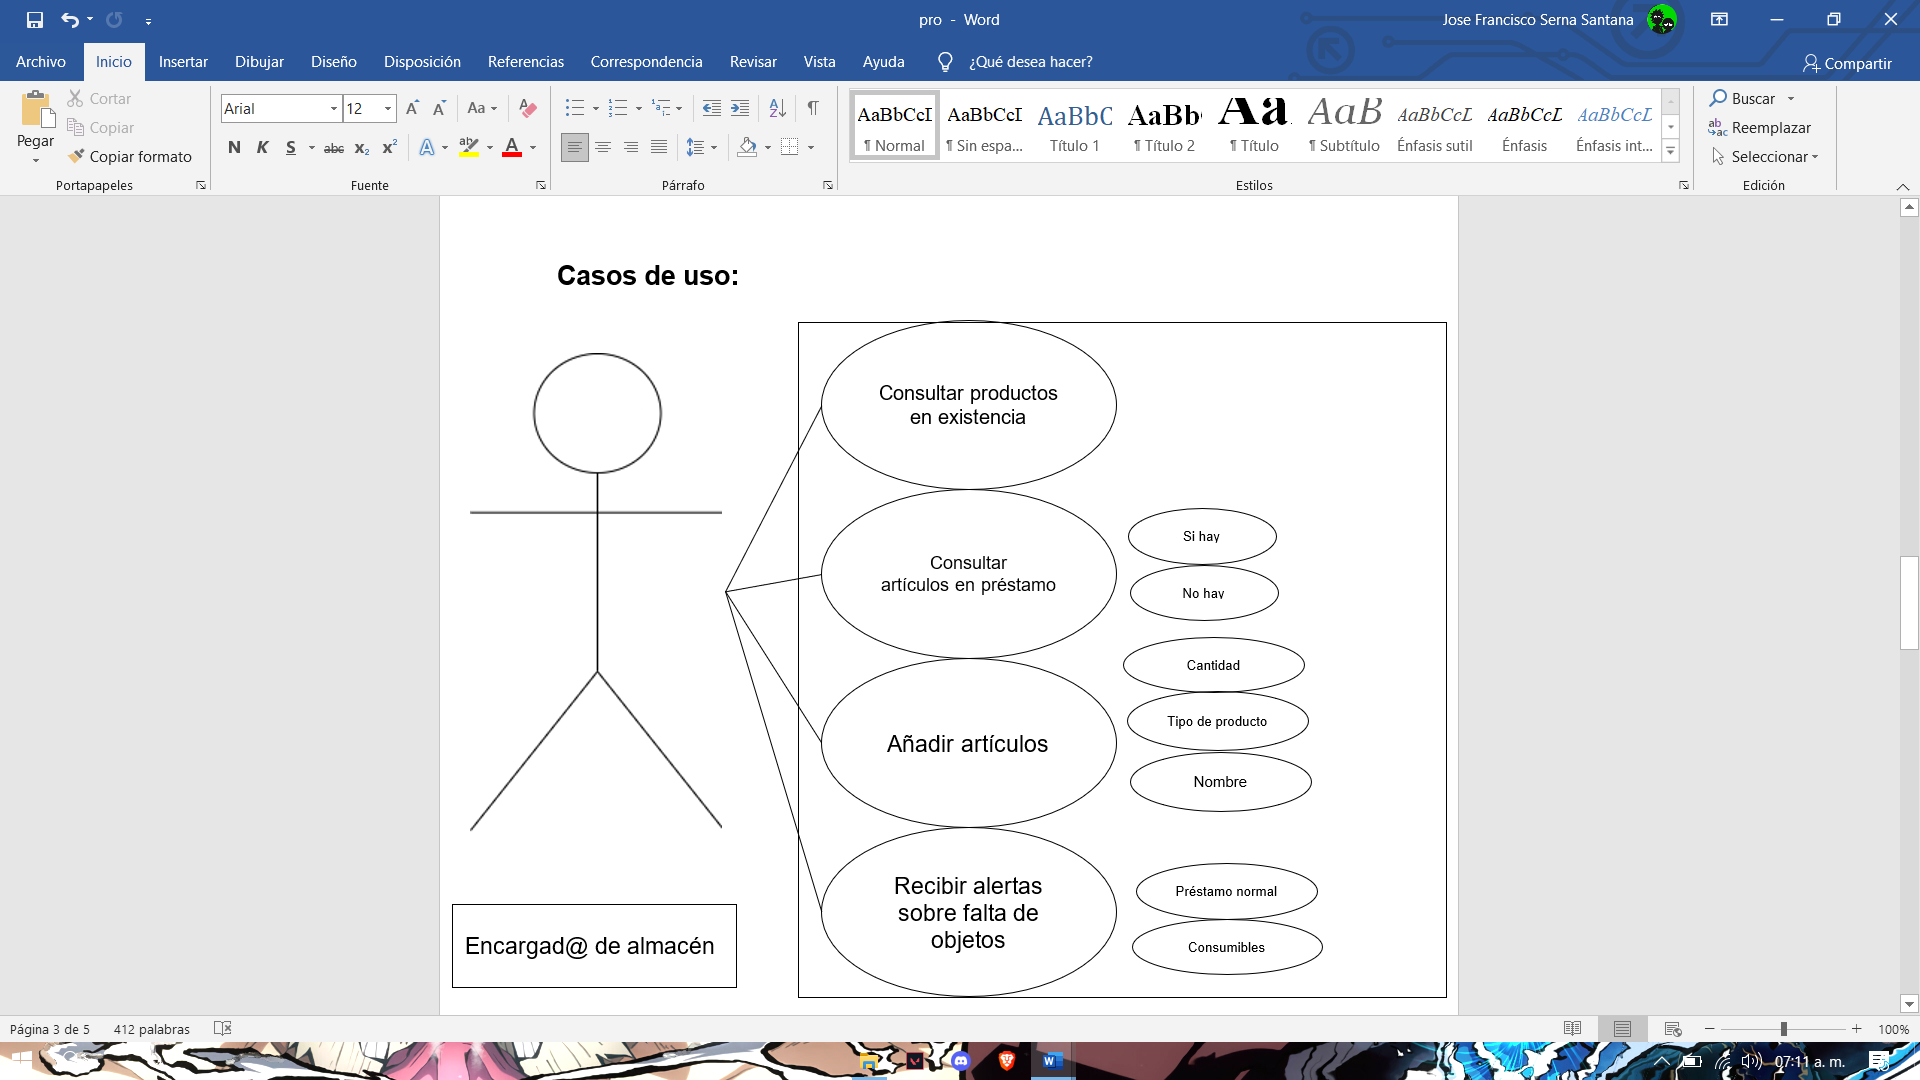 pro - Word
Jose Francisco Serna Santana
Archivo Inicio Insertar Dibujar Diseño Disposición Referencias Correspondencia Revisar Vista Ayuda ¿Qué desea hacer? Compartir
Pegar
Cortar
Copiar
Copiar formato
Portapapeles
Arial 12
Fuente
Párrafo
AaBbCcI AaBbCcI AaBbC AaBb Aa AaB AaBbCcL AaBbCcL AaBbCcL
¶ Normal ¶ Sin espa... Título 1 ¶ Título 2 ¶ Título ¶ Subtítulo Énfasis sutil Énfasis Énfasis int...
Estilos
Buscar
Reemplazar
Seleccionar
Edición
Casos de uso:
Consultar productos
en existencia
Consultar
artículos en préstamo
Si hay
No hay
Añadir artículos
Cantidad
Tipo de producto
Nombre
Recibir alertas
sobre falta de
objetos
Préstamo normal
Consumibles
Encargad@ de almacén
Página 3 de 5 412 palabras 100%
07:11 a. m.